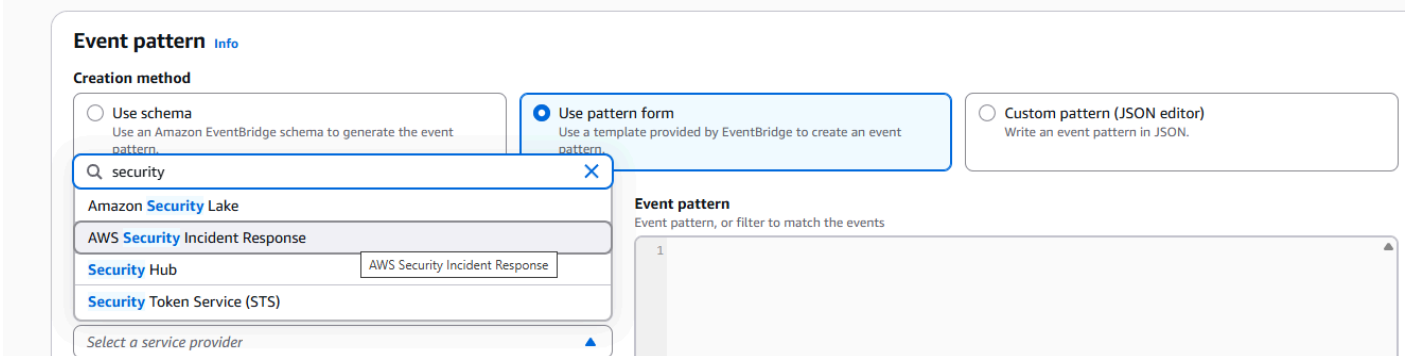 Event pattern Info
Creation method
Use schema
Use an Amazon EventBridge schema to generate the event
pattern.
Use pattern form
Use a template provided by EventBridge to create an event
pattern.
Custom pattern (JSON editor)
Write an event pattern in JSON.
security
Amazon Security Lake
AWS Security Incident Response
AWS Security Incident Response
Security Hub
Security Token Service (STS)
Select a service provider
Event pattern
Event pattern, or filter to match the events
1